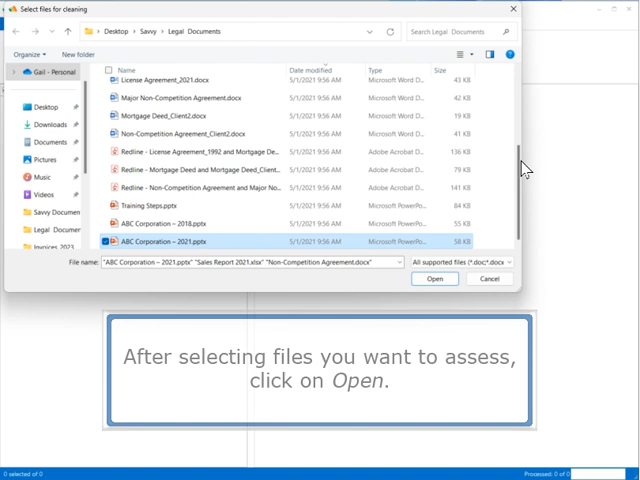 Select files for cleaning
Desktop > Savvy > Legal Documents
Search Legal Documents
Organize
New folder
Gail - Personal
Desktop
Downloads
Documents
Pictures
Music
Videos
Savvy Documen
Legal Documen
Invoices 2023
Name Date modified Type Size
License Agreement_2021.docx 5/1/2021 9:56 AM Microsoft Word D... 43 KB
Major Non-Competition Agreement.docx 5/1/2021 9:56 AM Microsoft Word D... 42 KB
Mortgage Deed_Client2.docx 5/1/2021 9:56 AM Microsoft Word D... 19 KB
Non-Competition Agreement_Client2.docx 5/1/2021 9:56 AM Microsoft Word D... 41 KB
Redline - License Agreement_1992 and Mortgage De... 5/1/2021 9:56 AM Adobe Acrobat D... 136 KB
Redline - Mortgage Deed and Mortgage Deed_Client... 5/1/2021 9:56 AM Adobe Acrobat D... 79 KB
Redline - Non-Competition Agreement and Major No... 5/1/2021 9:56 AM Adobe Acrobat D... 141 KB
Training Steps.pptx 5/1/2021 9:56 AM Microsoft PowerPo... 84 KB
ABC Corporation – 2018.pptx 5/1/2021 9:56 AM Microsoft PowerPo... 55 KB
ABC Corporation – 2021.pptx 5/1/2021 9:56 AM Microsoft PowerPo... 58 KB
File name: "ABC Corporation – 2021.pptx" "Sales Report 2021.xlsx" "Non-Competition Agreement.docx" All supported files (*.doc;*.docx
Open Cancel
After selecting files you want to assess,
click on Open.
0 selected of 0 Processed: 0 of 0